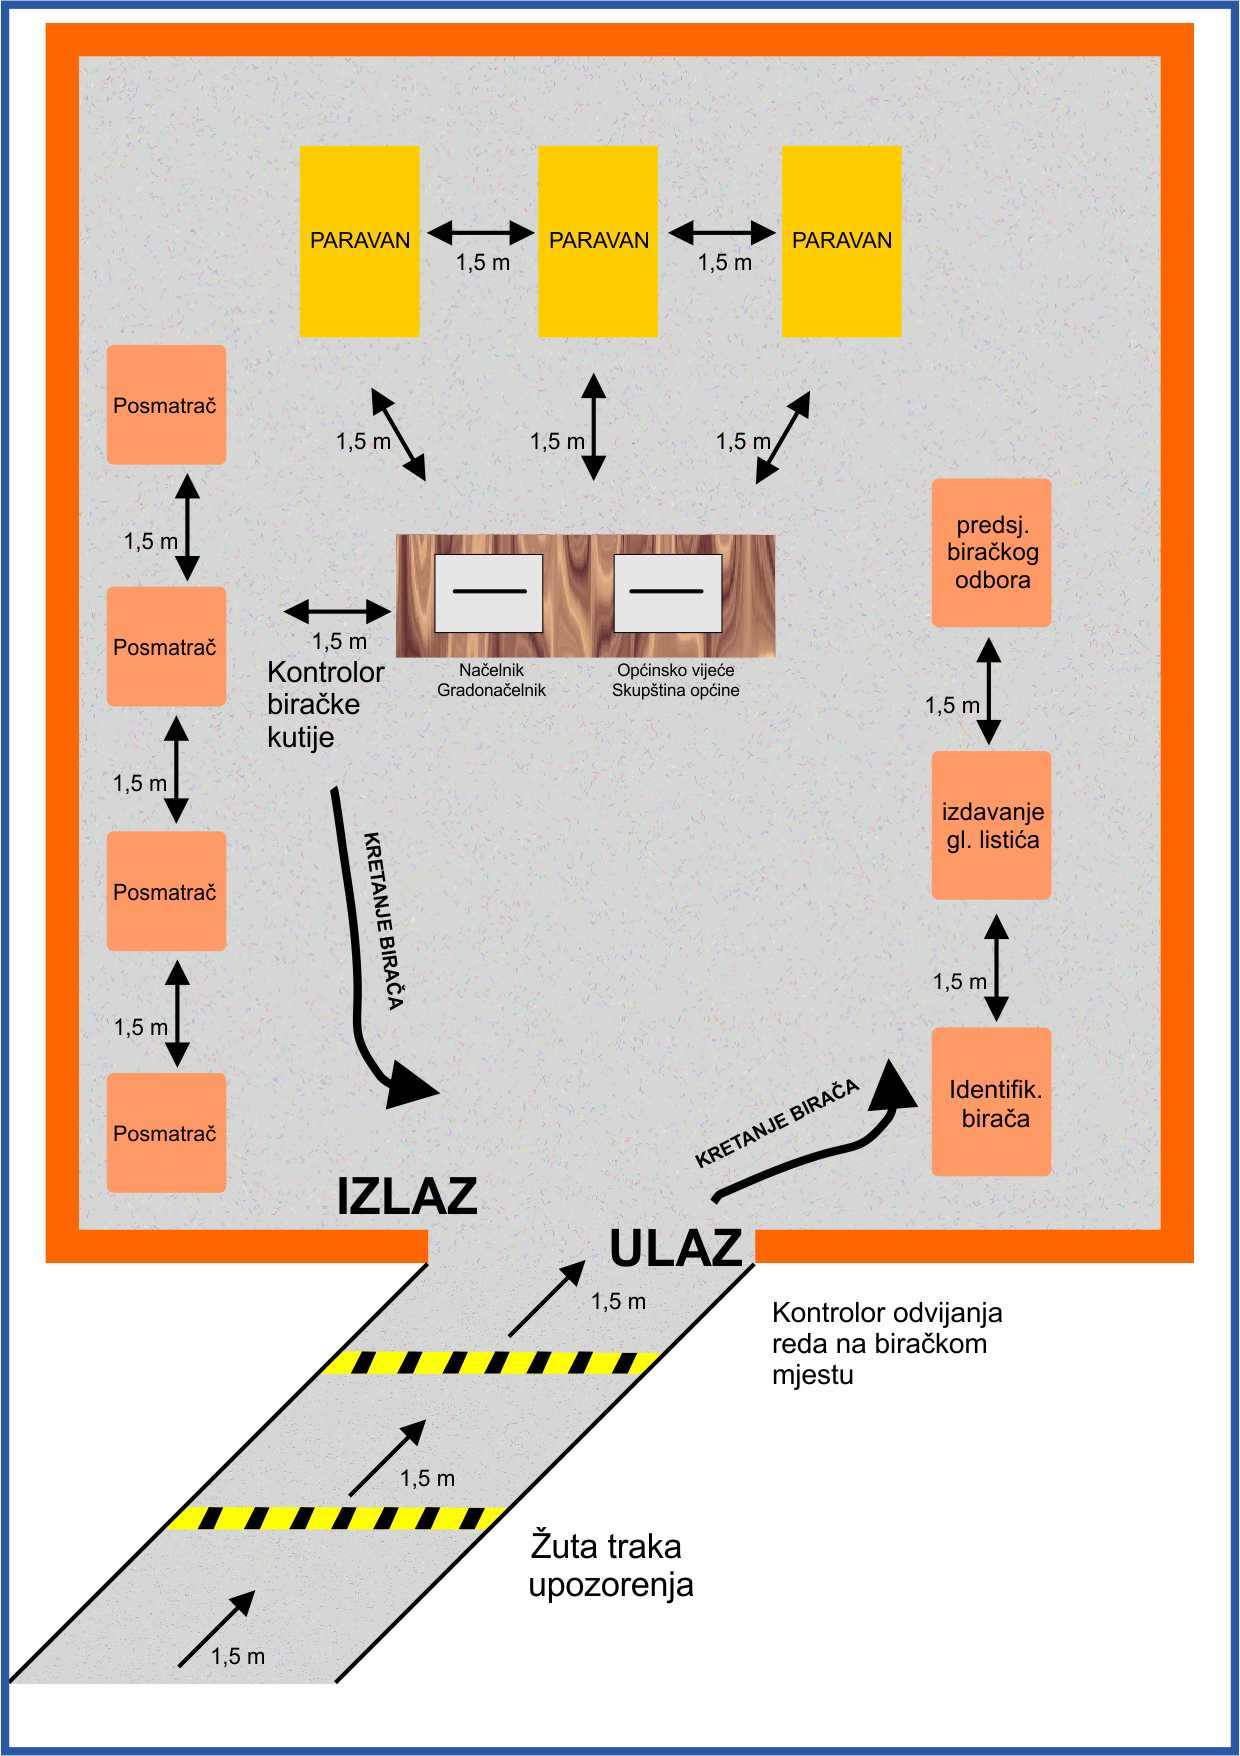 PARAVAN
PARAVAN
PARAVAN
1,5 m
1,5 m
Posmatrač
1,5 m
1,5 m
1,5 m
1,5 m
Posmatrač
1,5 m
Kontrolor
biračke
kutije
Načelnik
Gradonačelnik
Općinsko vijeće
Skupština općine
predsj.
biračkog
odbora
1,5 m
1,5 m
izdavanje
gl. listića
Posmatrač
KRETANJE BIRAČA
1,5 m
1,5 m
Identifik.
birača
KRETANJE BIRAČA
Posmatrač
IZLAZ
ULAZ
1,5 m
Kontrolor odvijanja
reda na biračkom
mjestu
1,5 m
Žuta traka
upozorenja
1,5 m